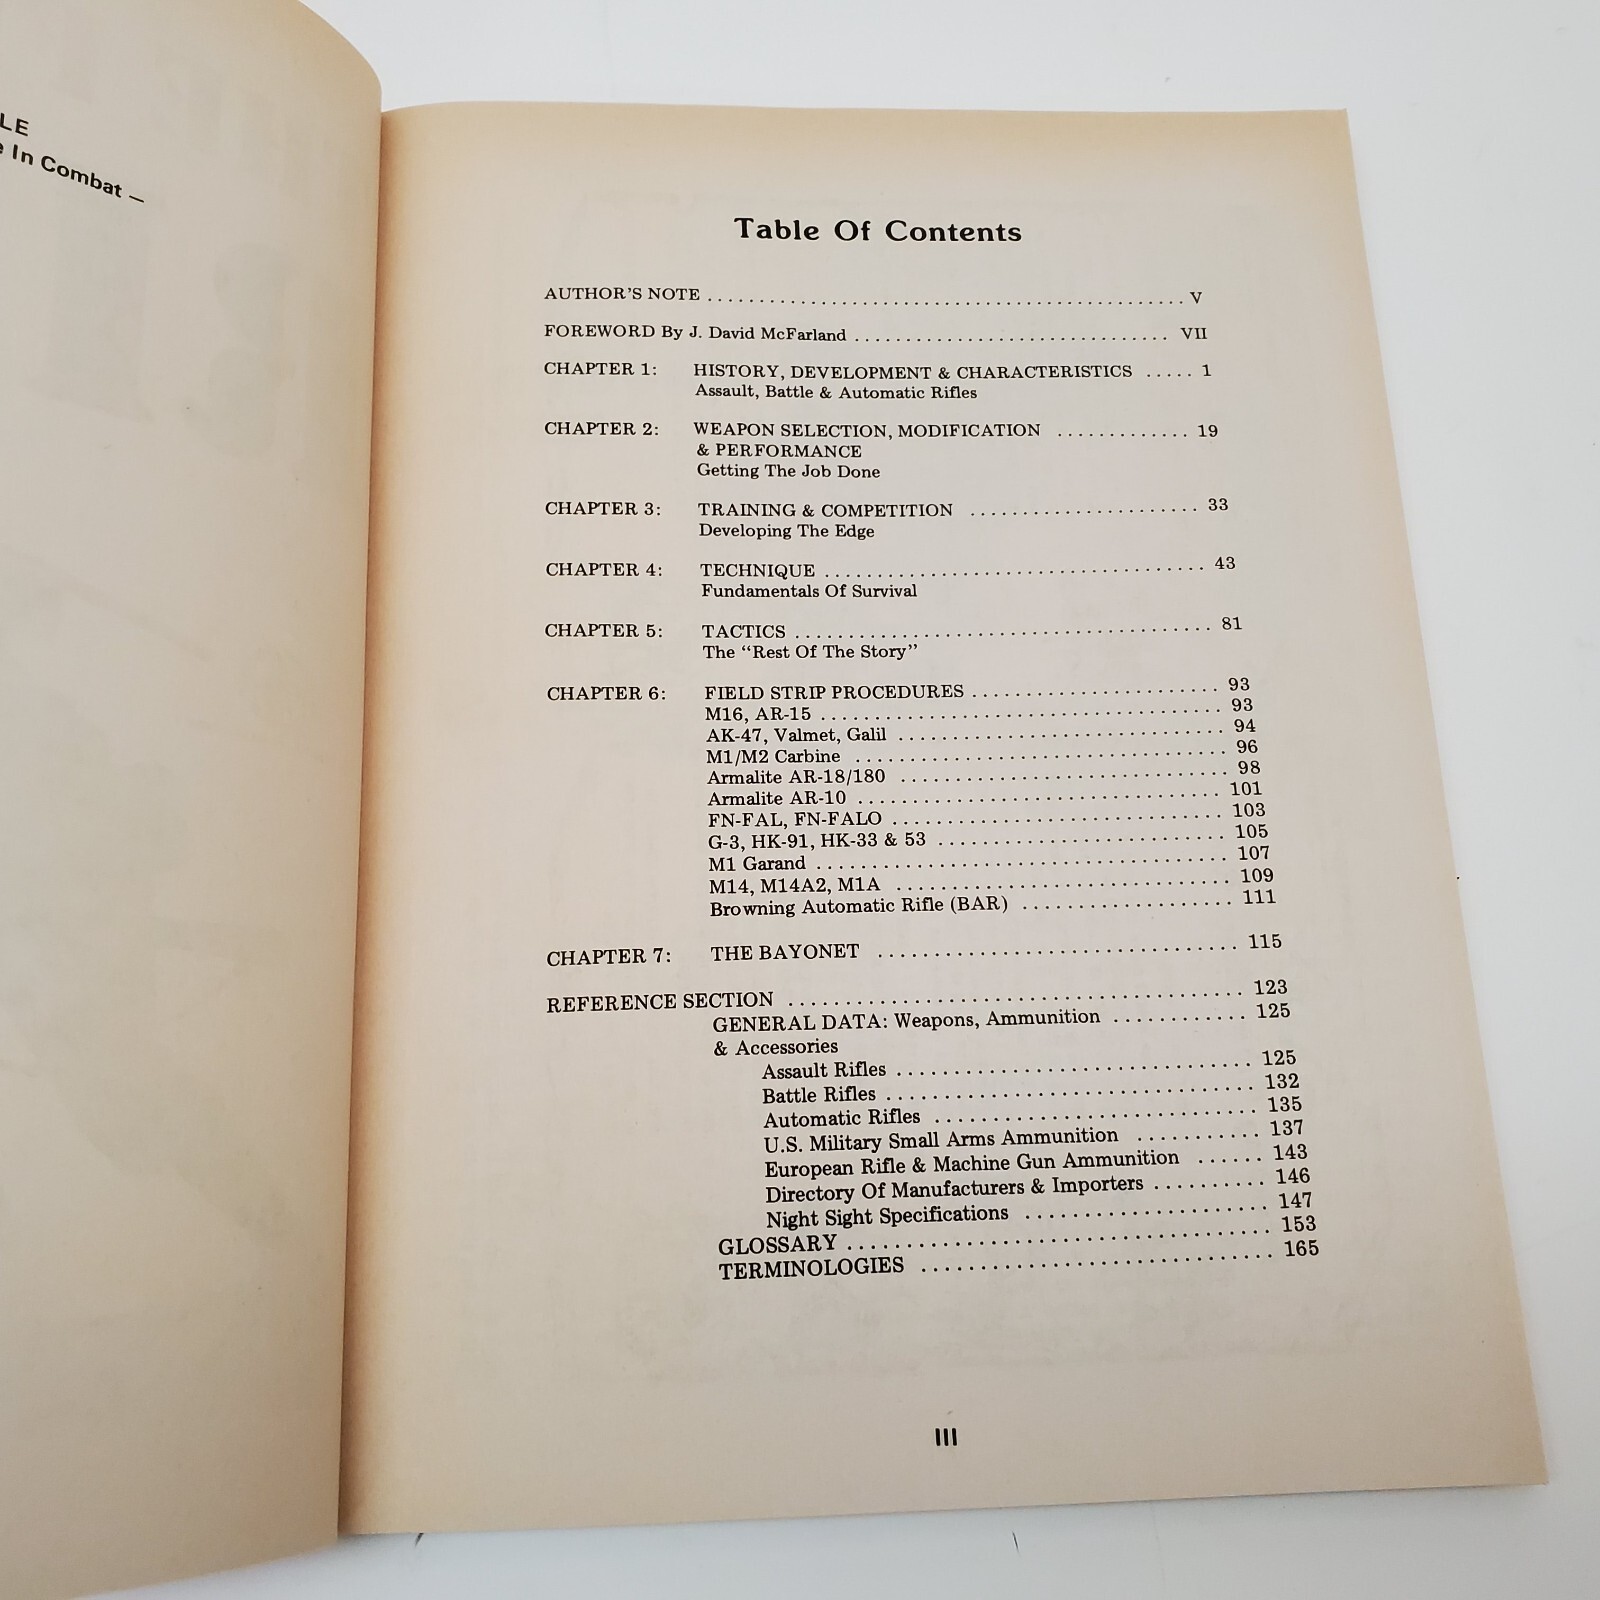 LE
In Combat —
Table Of Contents
AUTHOR'S NOTE ................................................ V
FOREWORD By J. David McFarland ............................... VII
CHAPTER 1: HISTORY, DEVELOPMENT & CHARACTERISTICS ..... 1
Assault, Battle & Automatic Rifles
CHAPTER 2: WEAPON SELECTION, MODIFICATION ............. 19
& PERFORMANCE
Getting The Job Done
CHAPTER 3: TRAINING & COMPETITION ...................... 33
Developing The Edge
CHAPTER 4: TECHNIQUE ..................................... 43
Fundamentals Of Survival
CHAPTER 5: TACTICS ........................................ 81
The "Rest Of The Story"
CHAPTER 6: FIELD STRIP PROCEDURES ........................ 93
M16, AR-15 ....................................... 93
AK-47, Valmet, Galil ................................ 94
M1/M2 Carbine .................................... 96
Armalite AR-18/180 ................................ 98
Armalite AR-10 ................................... 101
FN-FAL, FN-FALO ................................ 103
G-3, HK-91, HK-33 & 53 ............................ 105
M1 Garand ....................................... 107
M14, M14A2, M1A ................................ 109
Browning Automatic Rifle (BAR) .................... 111
CHAPTER 7: THE BAYONET .................................. 115
REFERENCE SECTION ........................................ 123
GENERAL DATA: Weapons, Ammunition ............ 125
& Accessories
Assault Rifles ................................... 125
Battle Rifles .................................... 132
Automatic Rifles ............................... 135
U.S. Military Small Arms Ammunition ........... 137
European Rifle & Machine Gun Ammunition ...... 143
Directory Of Manufacturers & Importers .......... 146
Night Sight Specifications ...................... 147
GLOSSARY .................................... 153
TERMINOLOGIES .............................. 165
III